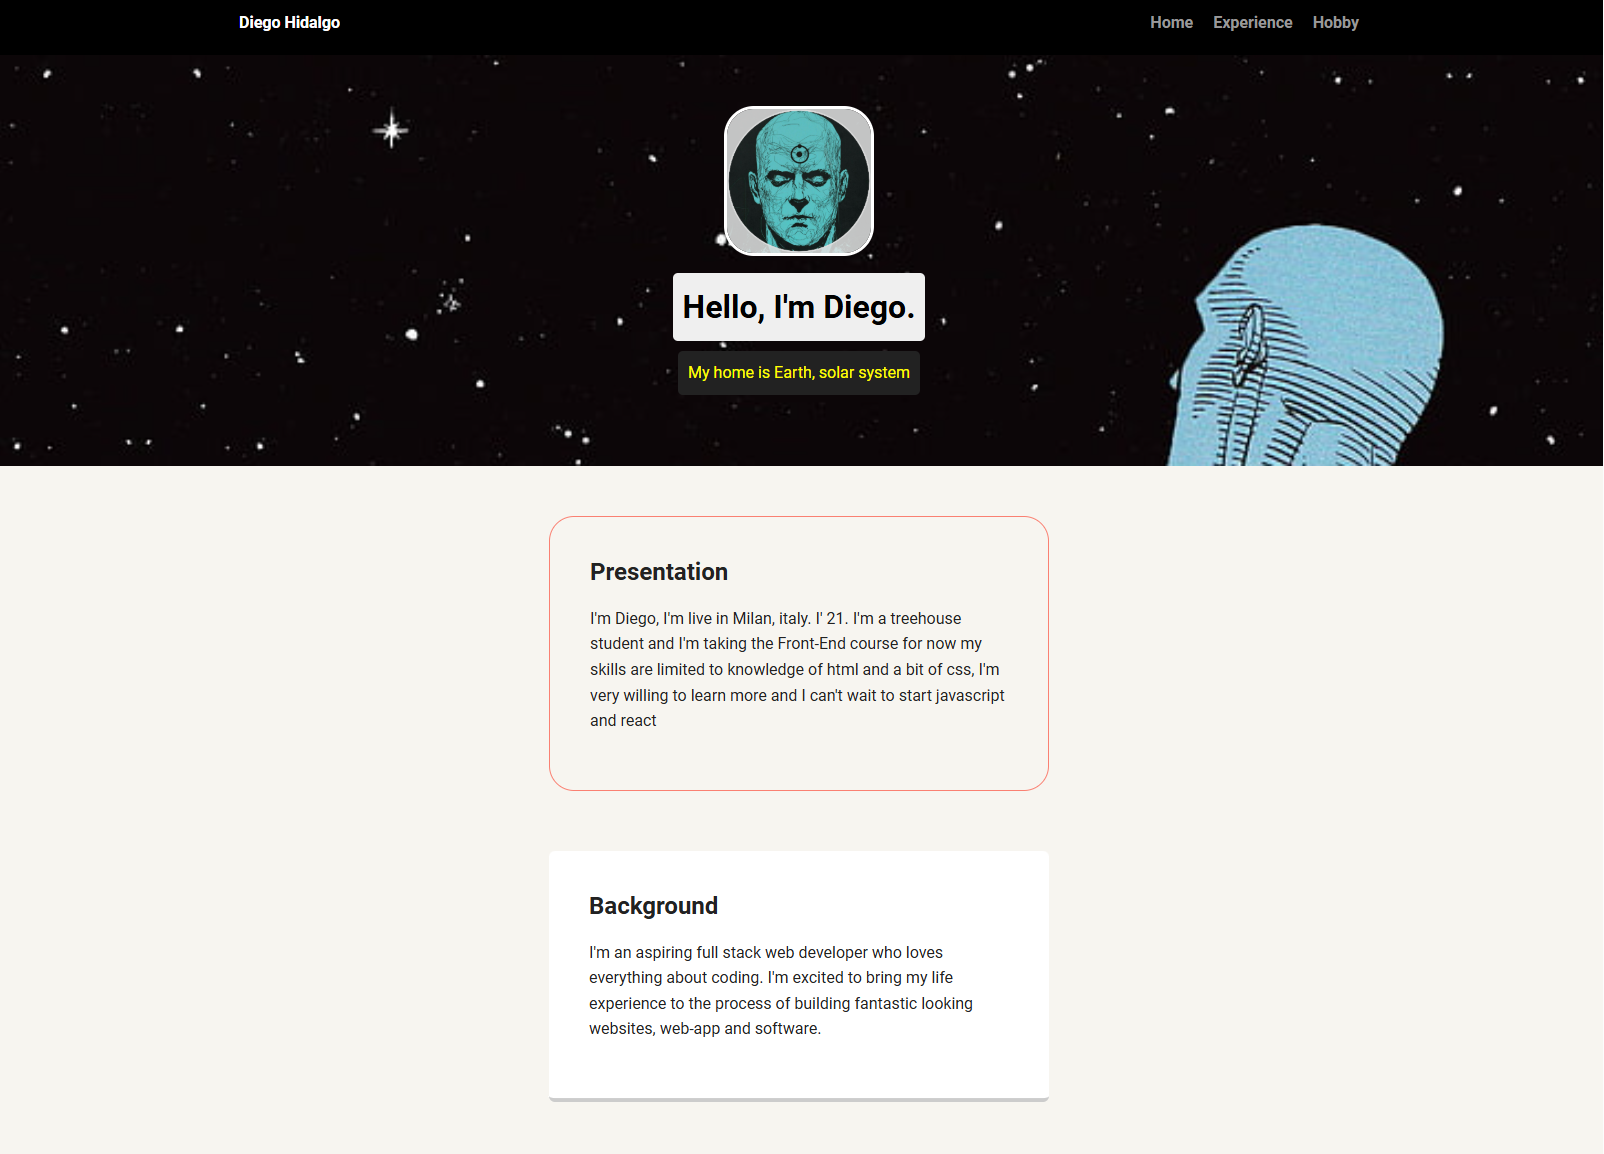 Diego Hidalgo
Home Experience Hobby
Hello, I'm Diego.
My home is Earth, solar system
Presentation
I'm Diego, I'm live in Milan, italy. I' 21. I'm a treehouse
student and I'm taking the Front-End course for now my
skills are limited to knowledge of html and a bit of css, I'm
very willing to learn more and I can't wait to start javascript
and react
Background
I'm an aspiring full stack web developer who loves
everything about coding. I'm excited to bring my life
experience to the process of building fantastic looking
websites, web-app and software.